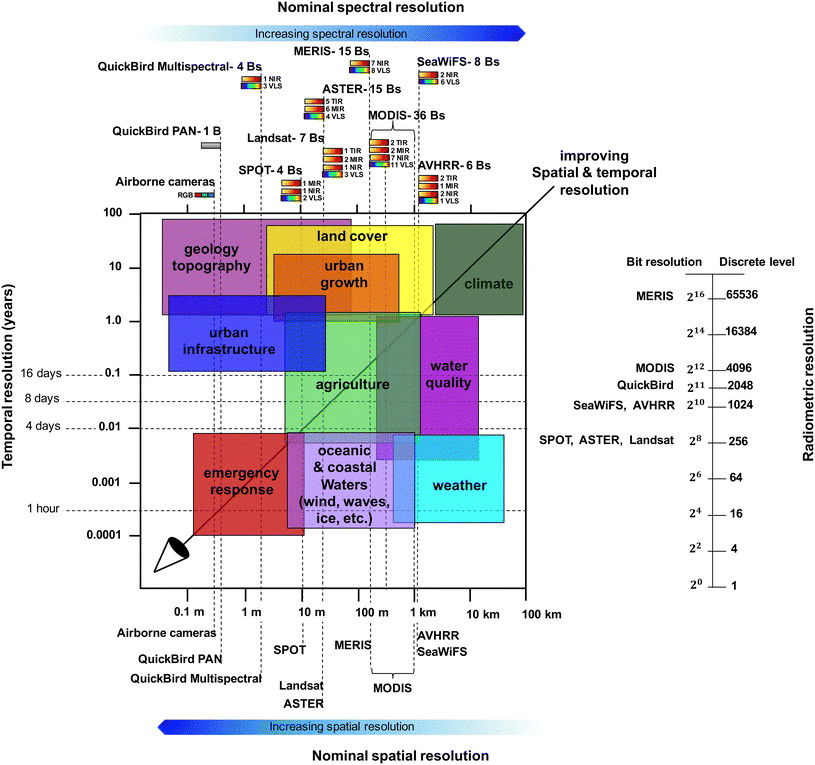 Nominal spectral resolution
Increasing spectral resolution
MERIS- 15 Bs
7 NIR
8 VLS
SeaWiFS- 8 Bs
2 NIR
6 VLS
QuickBird Multispectral- 4 Bs
1 NIR
3 VLS
ASTER- 15 Bs
5 TIR
6 MIR
4 VLS
MODIS- 36 Bs
2 TIR
2 MIR
7 NIR
11 VLS
QuickBird PAN- 1 B
Landsat- 7 Bs
1 TIR
2 MIR
1 NIR
3 VLS
AVHRR- 6 Bs
2 TIR
1 MIR
2 NIR
1 VLS
SPOT- 4 Bs
1 MIR
1 NIR
2 VLS
Airborne cameras
RGB
improving
Spatial & temporal
resolution
Temporal resolution (years)
100
10
1.0
0.1
0.01
0.001
0.0001
16 days
8 days
4 days
1 hour
geology
topography
land cover
urban
growth
climate
urban
infrastructure
agriculture
water
quality
emergency
response
oceanic
& coastal
Waters
(wind, waves,
ice, etc.)
weather
0.1 m
1 m
10 m
100 m
1 km
10 km
100 km
Airborne cameras
QuickBird PAN
QuickBird Multispectral
SPOT
Landsat
ASTER
MERIS
MODIS
AVHRR
SeaWiFS
Increasing spatial resolution
Nominal spatial resolution
Bit resolution
Discrete level
MERIS 2^16 65536
2^14 16384
MODIS 2^12 4096
QuickBird 2^11 2048
SeaWiFS, AVHRR 2^10 1024
SPOT, ASTER, Landsat 2^8 256
2^6 64
2^4 16
2^2 4
2^0 1
Radiometric resolution